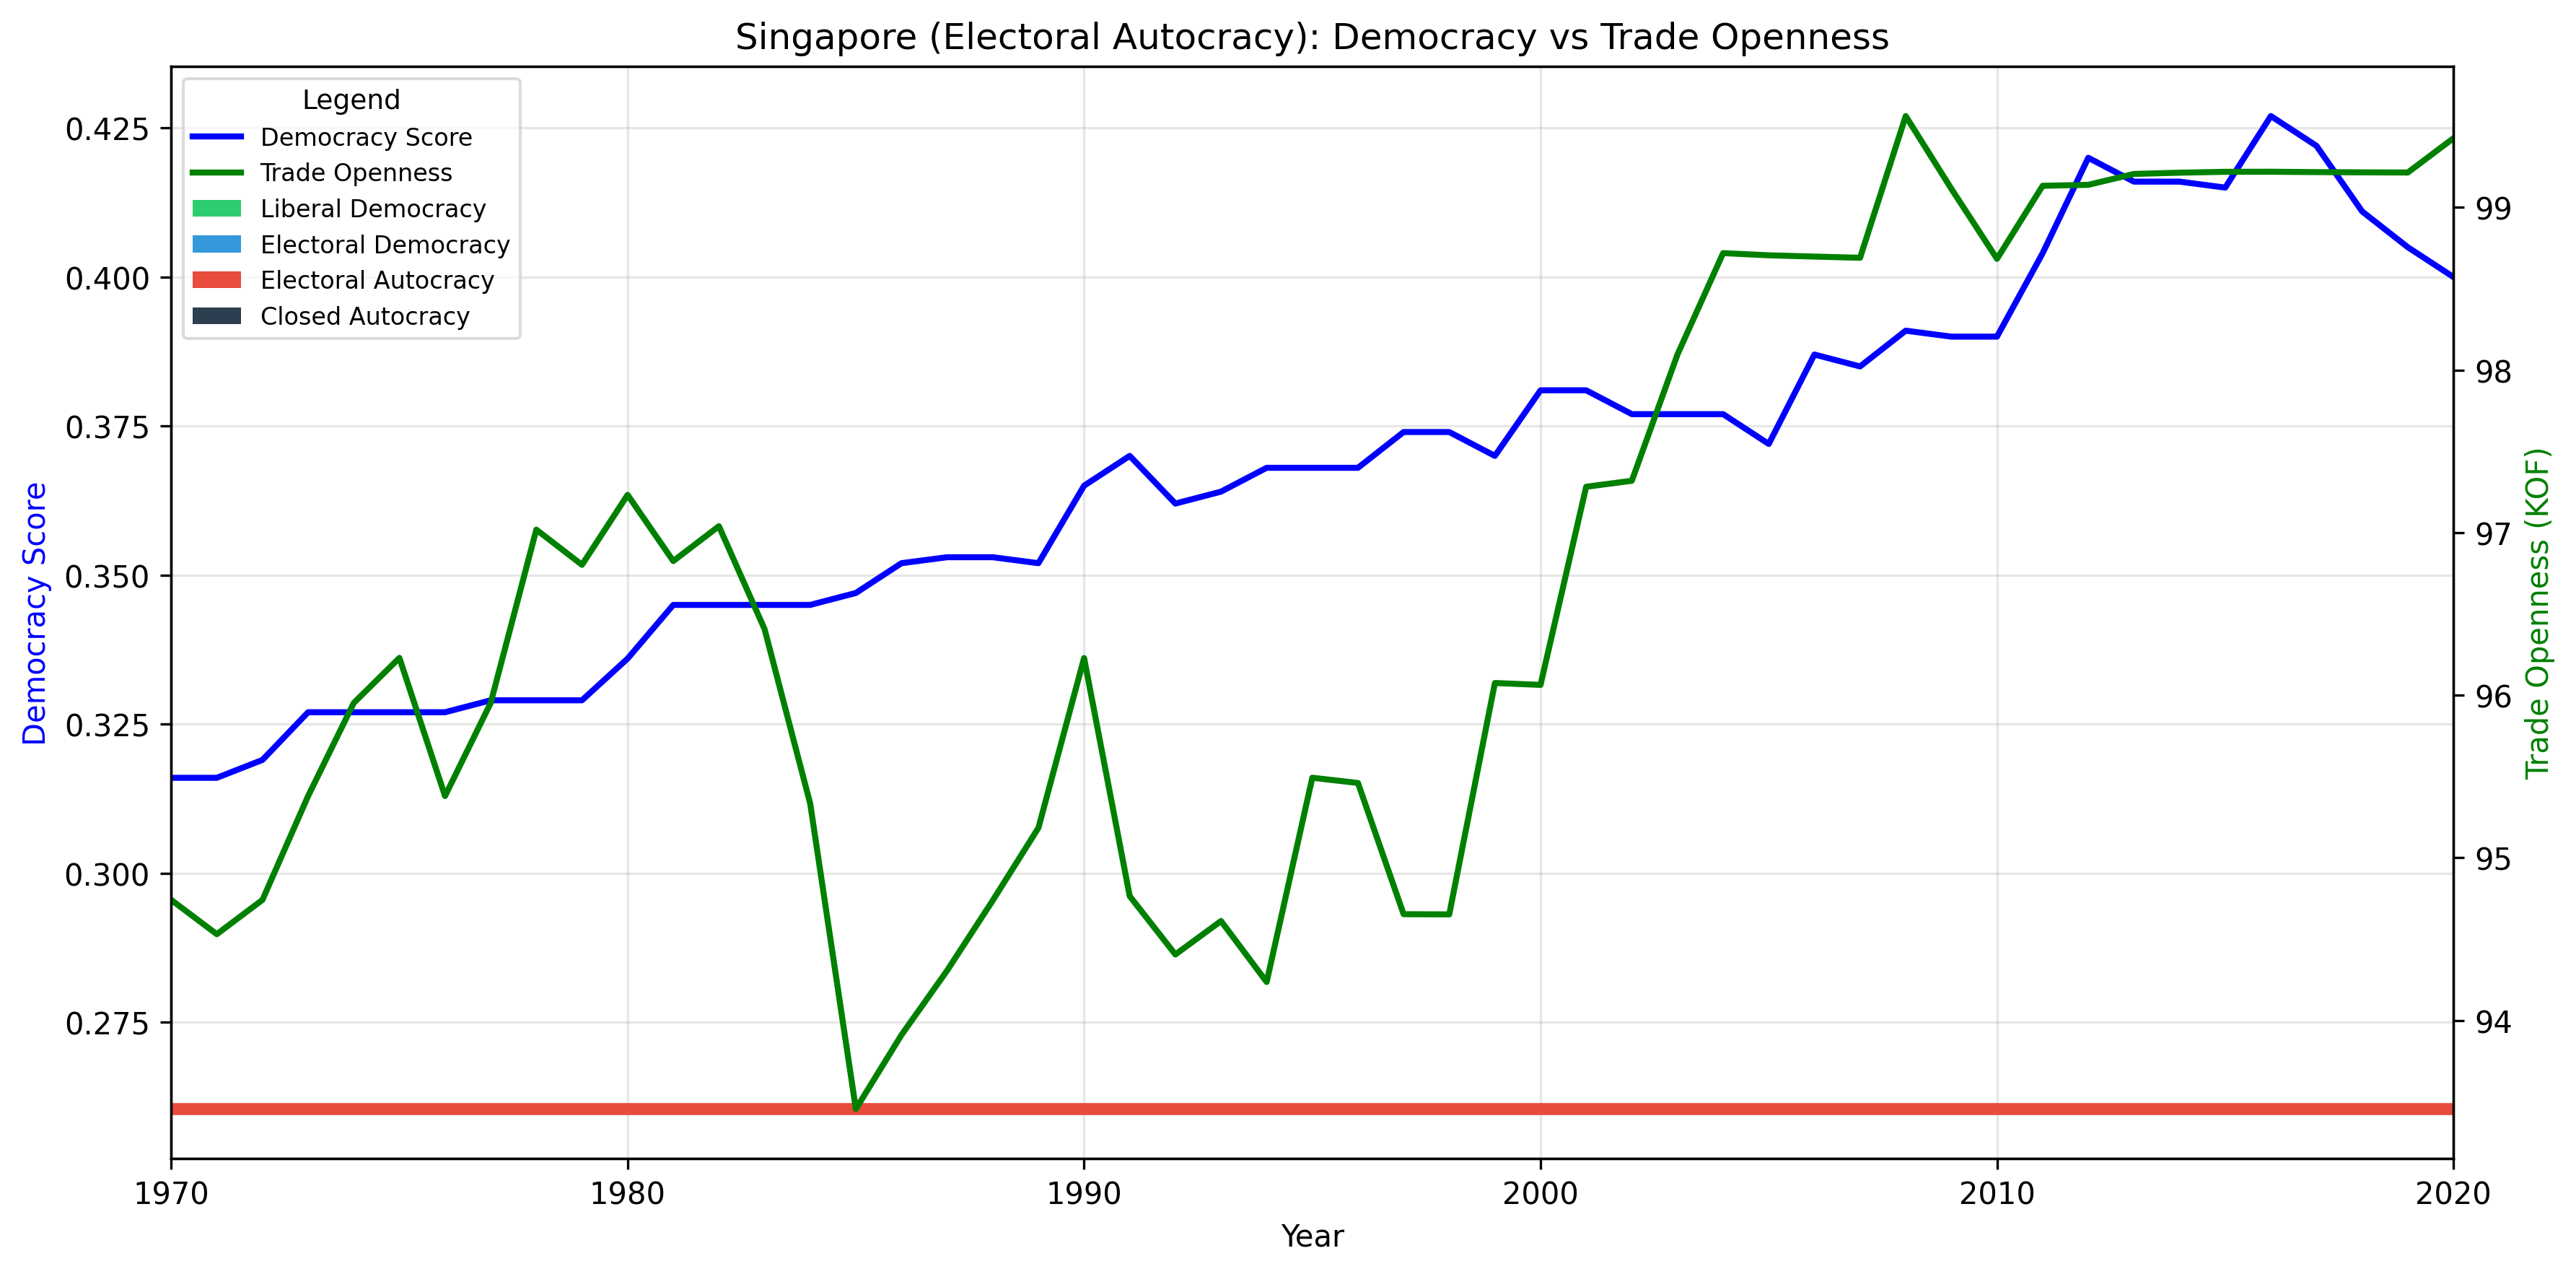 Singapore (Electoral Autocracy): Democracy vs Trade Openness
Legend
Democracy Score
Trade Openness
Liberal Democracy
Electoral Democracy
Electoral Autocracy
Closed Autocracy
0.425
0.400
0.375
0.350
0.325
0.300
0.275
Democracy Score
99
98
97
96
95
94
Trade Openness (KOF)
1970
1980
1990
2000
2010
2020
Year